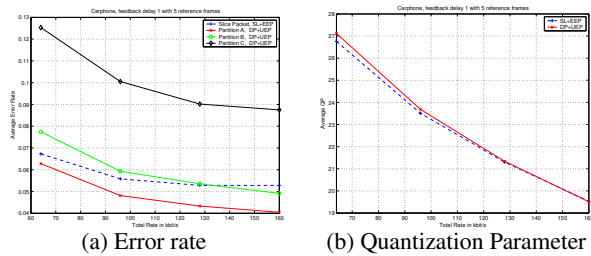 Carphone, feedback delay 1 with 5 reference frames
Slice Packet, SL+EEP
Partition A, DP+UEP
Partition B, DP+UEP
Partition C, DP+UEP
Average Error Rate
0.13
0.12
0.11
0.1
0.09
0.08
0.07
0.06
0.05
0.04
60 70 80 90 100 110 120 130 140 150 160
Total Rate in kbit/s
(a) Error rate
Carphone, feedback delay 1 with 5 reference frames
SL+EEP
DP+UEP
Average QP
28
27
26
25
24
23
22
21
20
19
70 80 90 100 110 120 130 140 150 160
Total Rate in kbit/s
(b) Quantization Parameter